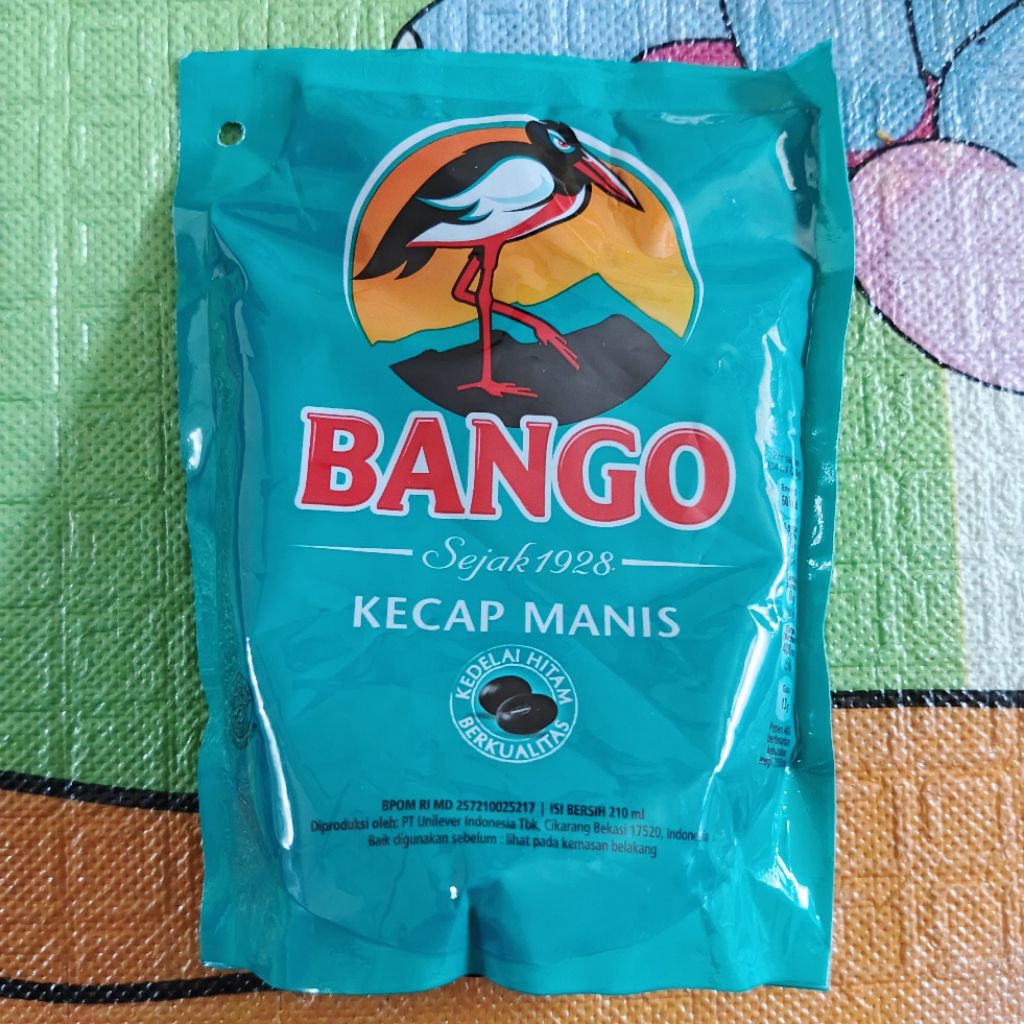 BANGO
Sejak 1928
KECAP MANIS
KEDELAI HITAM
BERKUALITAS
BPOM RI MD 257210025217 | ISI BERSIH 210 ml
Diproduksi oleh: PT Unilever Indonesia Tbk, Cikarang Bekasi 17520, Indonesia
Baik digunakan sebelum : lihat pada kemasan belakang